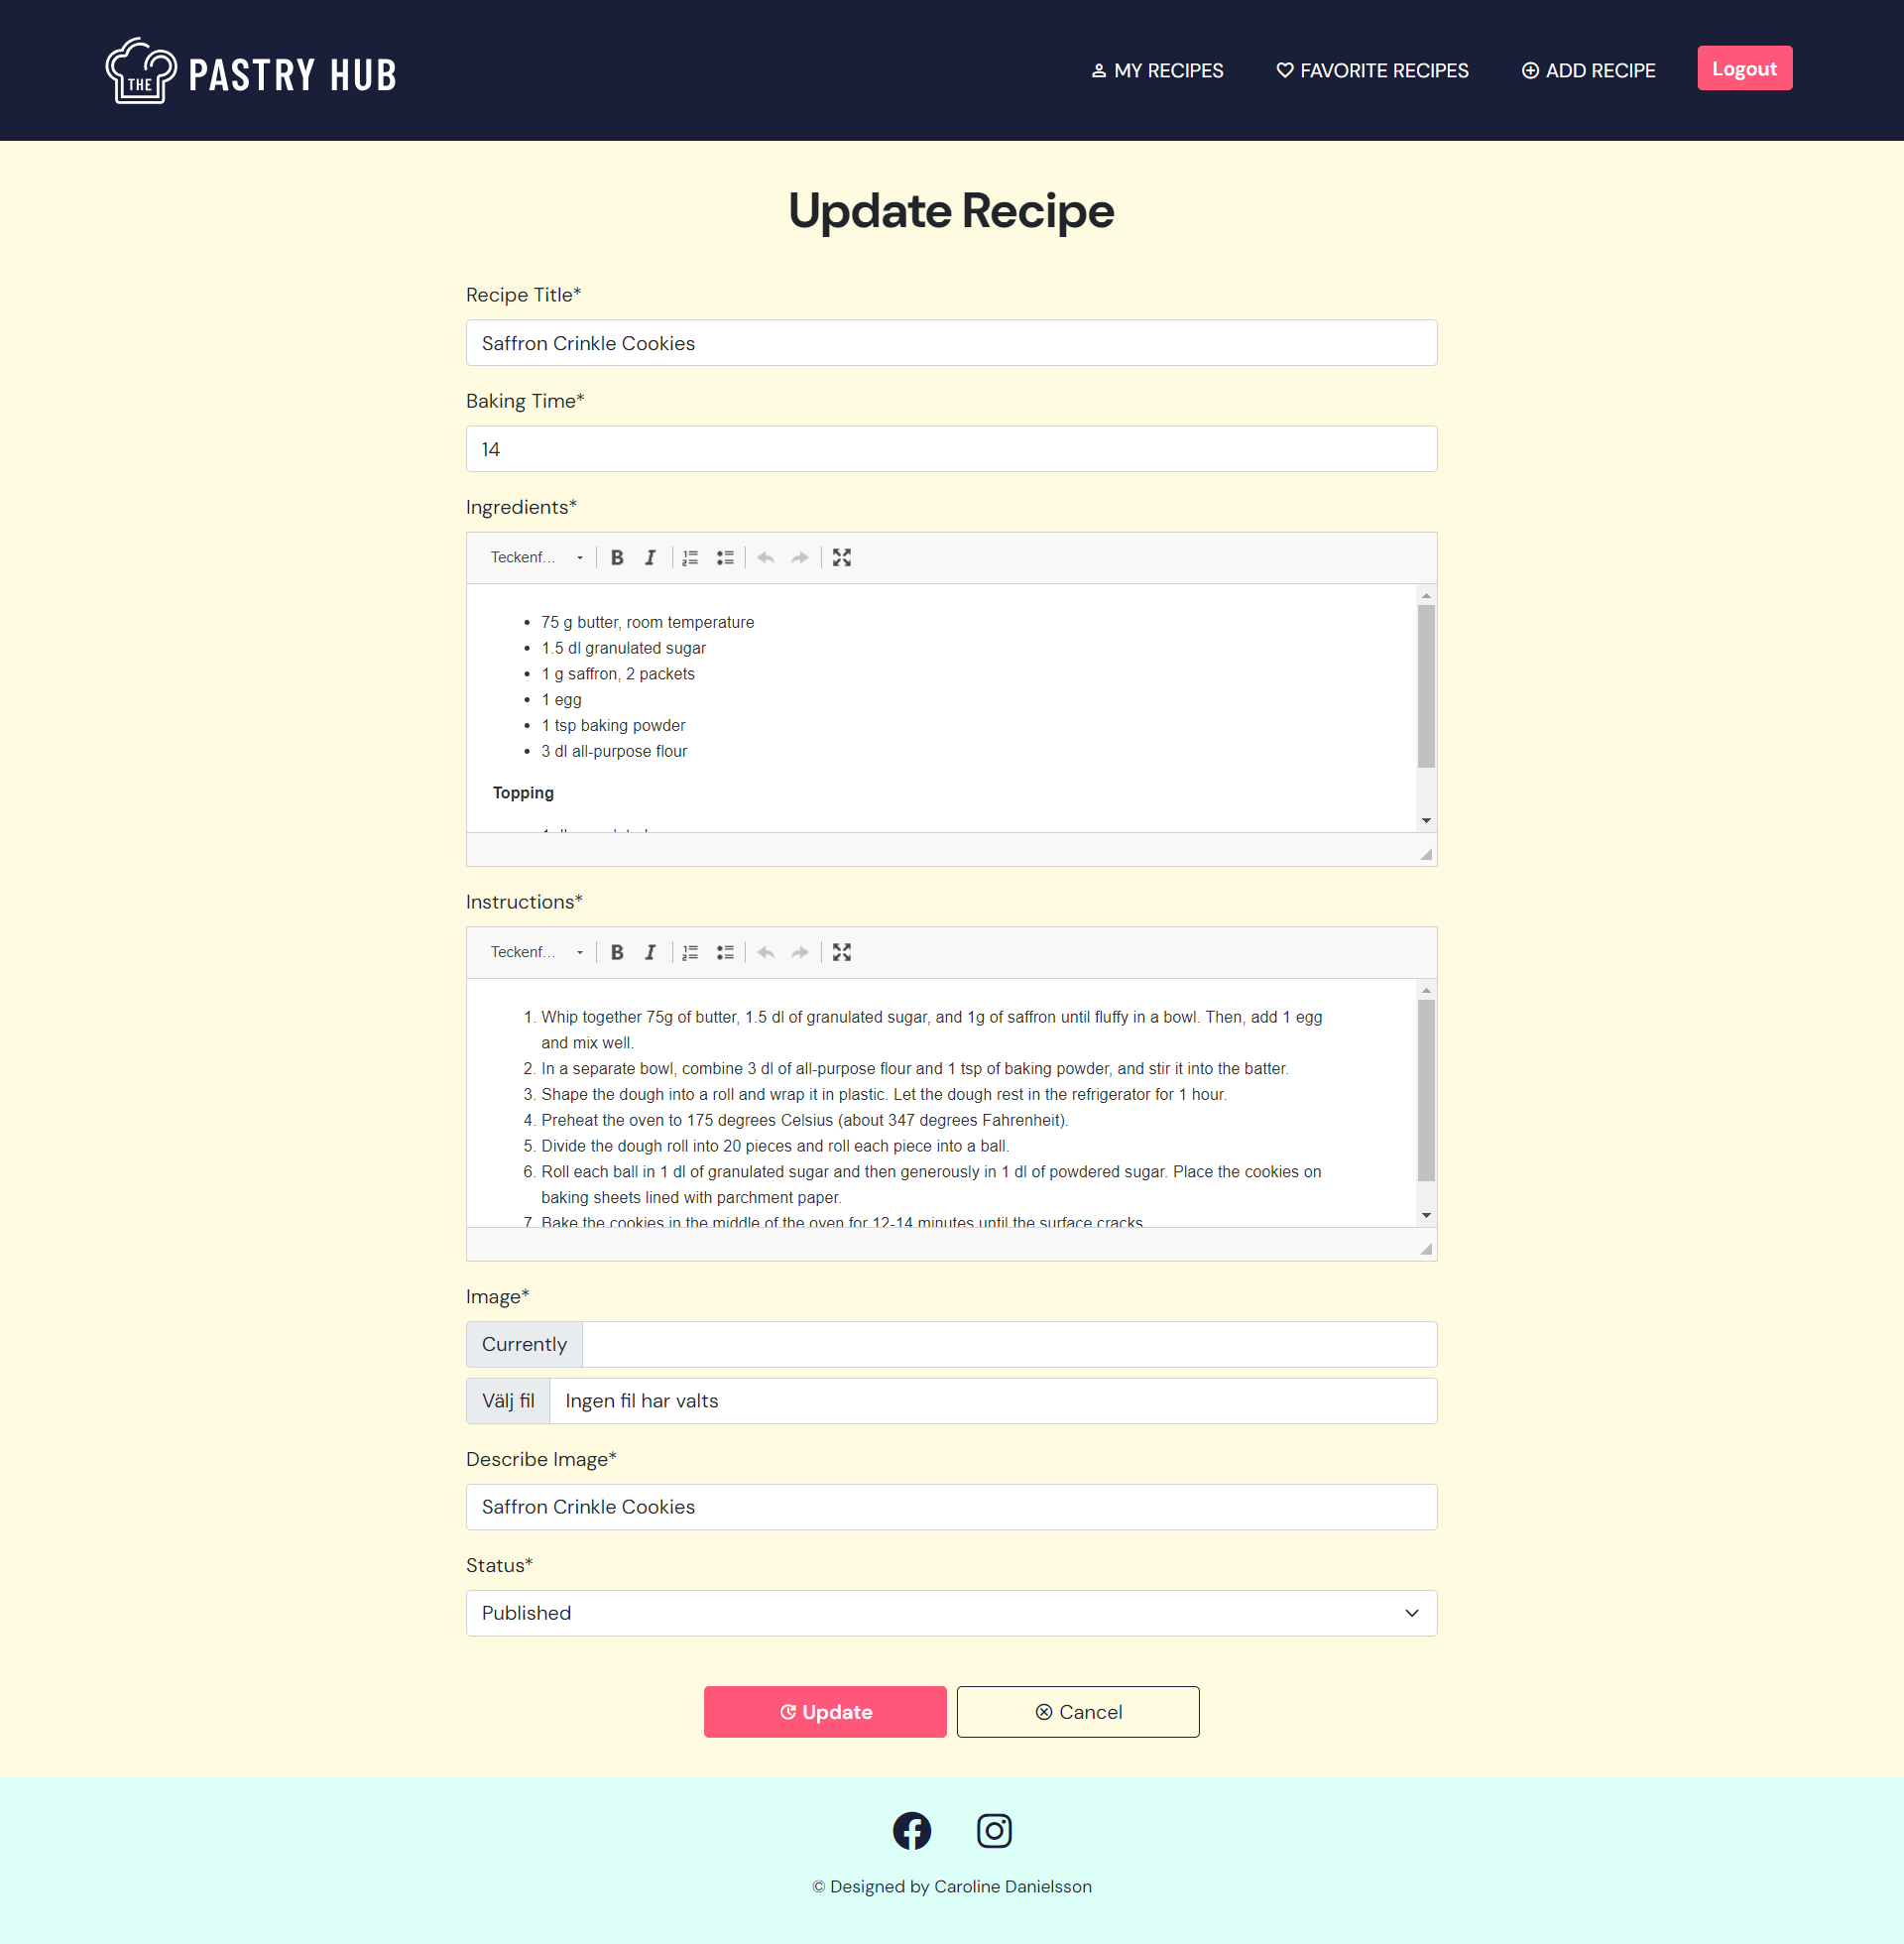 THE PASTRY HUB
MY RECIPES
FAVORITE RECIPES
ADD RECIPE
Logout
Update Recipe
Recipe Title*
Saffron Crinkle Cookies
Baking Time*
14
Ingredients*
Teckenf...
• 75 g butter, room temperature
• 1.5 dl granulated sugar
• 1 g saffron, 2 packets
• 1 egg
• 1 tsp baking powder
• 3 dl all-purpose flour
Topping
Instructions*
Teckenf...
1. Whip together 75g of butter, 1.5 dl of granulated sugar, and 1g of saffron until fluffy in a bowl. Then, add 1 egg
and mix well.
2. In a separate bowl, combine 3 dl of all-purpose flour and 1 tsp of baking powder, and stir it into the batter.
3. Shape the dough into a roll and wrap it in plastic. Let the dough rest in the refrigerator for 1 hour.
4. Preheat the oven to 175 degrees Celsius (about 347 degrees Fahrenheit).
5. Divide the dough roll into 20 pieces and roll each piece into a ball.
6. Roll each ball in 1 dl of granulated sugar and then generously in 1 dl of powdered sugar. Place the cookies on
baking sheets lined with parchment paper.
7. Bake the cookies in the middle of the oven for 12-14 minutes until the surface cracks
Image*
Currently
Välj fil Ingen fil har valts
Describe Image*
Saffron Crinkle Cookies
Status*
Published
Update
Cancel
© Designed by Caroline Danielsson